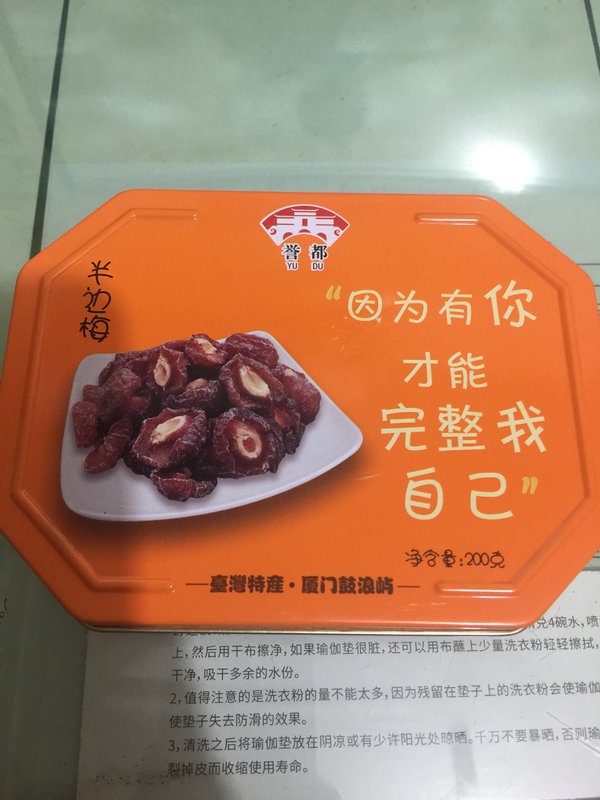 誉都
YU DU
半边梅
“因为有你
才能
完整我
自己”
净含量:200克
臺灣特産·厦门鼓浪屿
兑4碗水，喷
上，然后用干布擦净，如果瑜伽垫很脏，还可以用布蘸上少量洗衣粉轻轻擦拭，
干净，吸干多余的水份。
2，值得注意的是洗衣粉的量不能太多，因为残留在垫子上的洗衣粉会使瑜伽
使垫子失去防滑的效果。
3，清洗之后将瑜伽垫放在阴凉或有少许阳光处晾晒。千万不要暴晒，否则瑜
裂掉皮而收缩使用寿命。